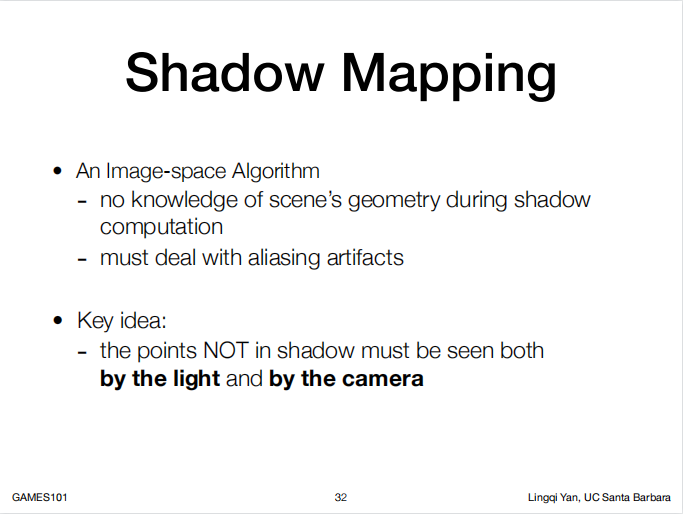 Shadow Mapping
• An Image-space Algorithm
- no knowledge of scene's geometry during shadow
computation
- must deal with aliasing artifacts
• Key idea:
- the points NOT in shadow must be seen both
by the light and by the camera
GAMES101
32
Lingqi Yan, UC Santa Barbara